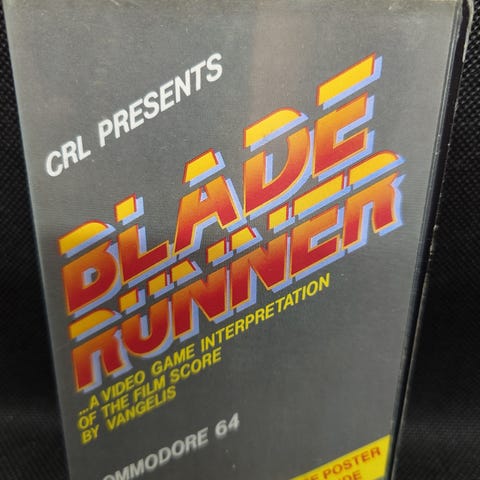 CRL PRESENTS
BLADE
RUNNER
...A VIDEO GAME INTERPRETATION
OF THE FILM SCORE
BY VANGELIS
COMMODORE 64
POSTER